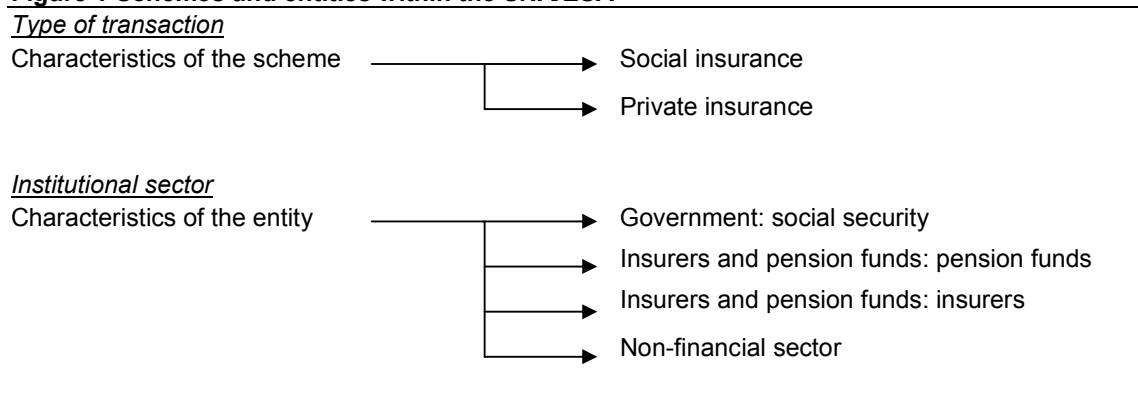 Type of transaction
Characteristics of the scheme
Social insurance
Private insurance
Institutional sector
Characteristics of the entity
Government: social security
Insurers and pension funds: pension funds
Insurers and pension funds: insurers
Non-financial sector